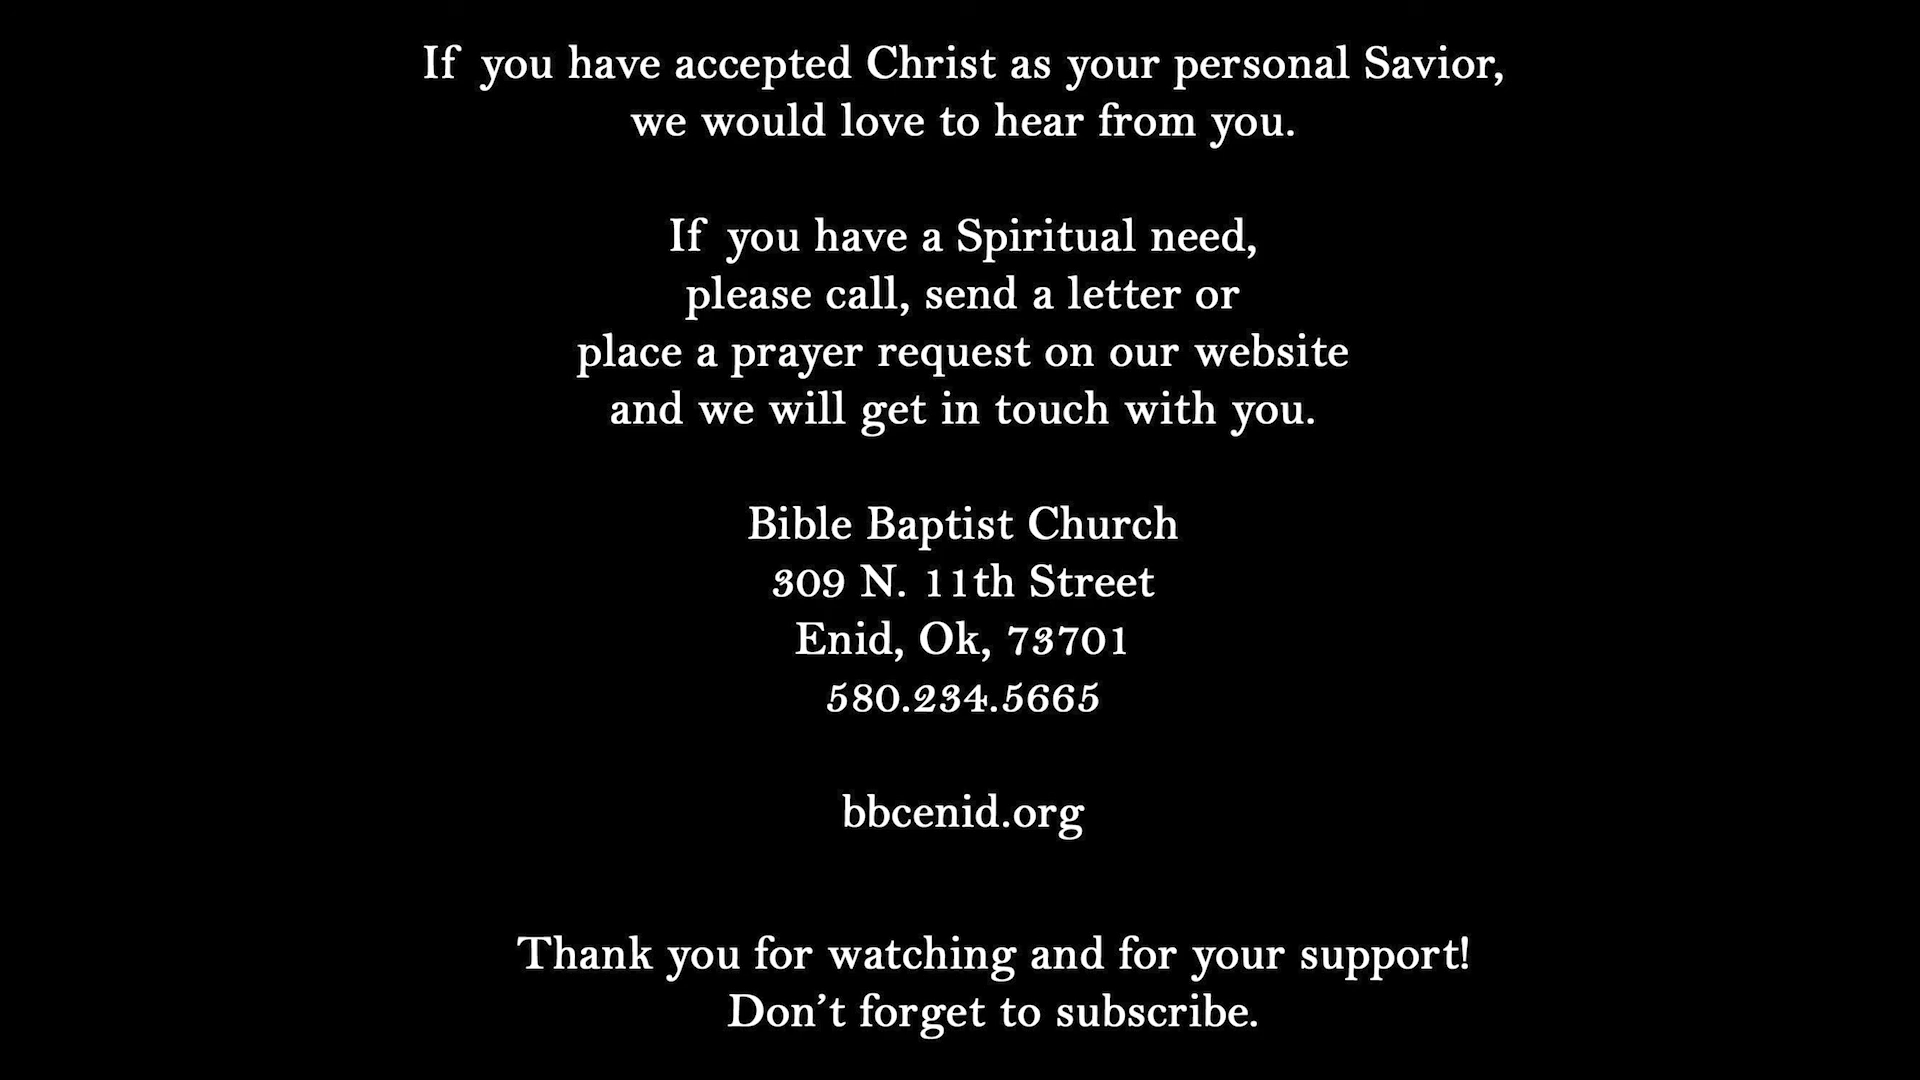 If you have accepted Christ as your personal Savior,
we would love to hear from you.
If you have a Spiritual need,
please call, send a letter or
place a prayer request on our website
and we will get in touch with you.
Bible Baptist Church
309 N. 11th Street
Enid, Ok, 73701
580.234.5665
bbcenid.org
Thank you for watching and for your support!
Don’t forget to subscribe.